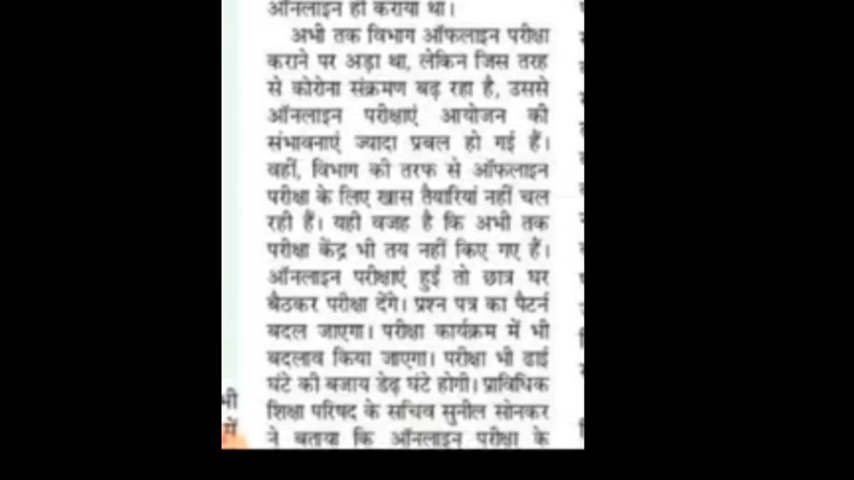 ऑनलाइन ही कराया था।
अभी तक विभाग ऑफलाइन परीक्षा
कराने पर अड़ा था, लेकिन जिस तरह
से कोरोना संक्रमण बढ़ रहा है, उससे
ऑनलाइन परीक्षाएं आयोजन की
संभावनाएं ज्यादा प्रबल हो गई हैं।
वहीं, विभाग की तरफ से ऑफलाइन
परीक्षा के लिए खास तैयारियां नहीं चल
रही हैं। यही वजह है कि अभी तक
परीक्षा केंद्र भी तय नहीं किए गए हैं।
ऑनलाइन परीक्षाएं हुईं तो छात्र घर
बैठकर परीक्षा देंगे। प्रश्न पत्र का पैटर्न
बदल जाएगा। परीक्षा कार्यक्रम में भी
बदलाव किया जाएगा। परीक्षा भी ढाई
घंटे की बजाय डेढ़ घंटे होगी। प्राविधिक
शिक्षा परिषद के सचिव सुनील सोनकर
ने बताया कि ऑनलाइन परीक्षा के
भी
में